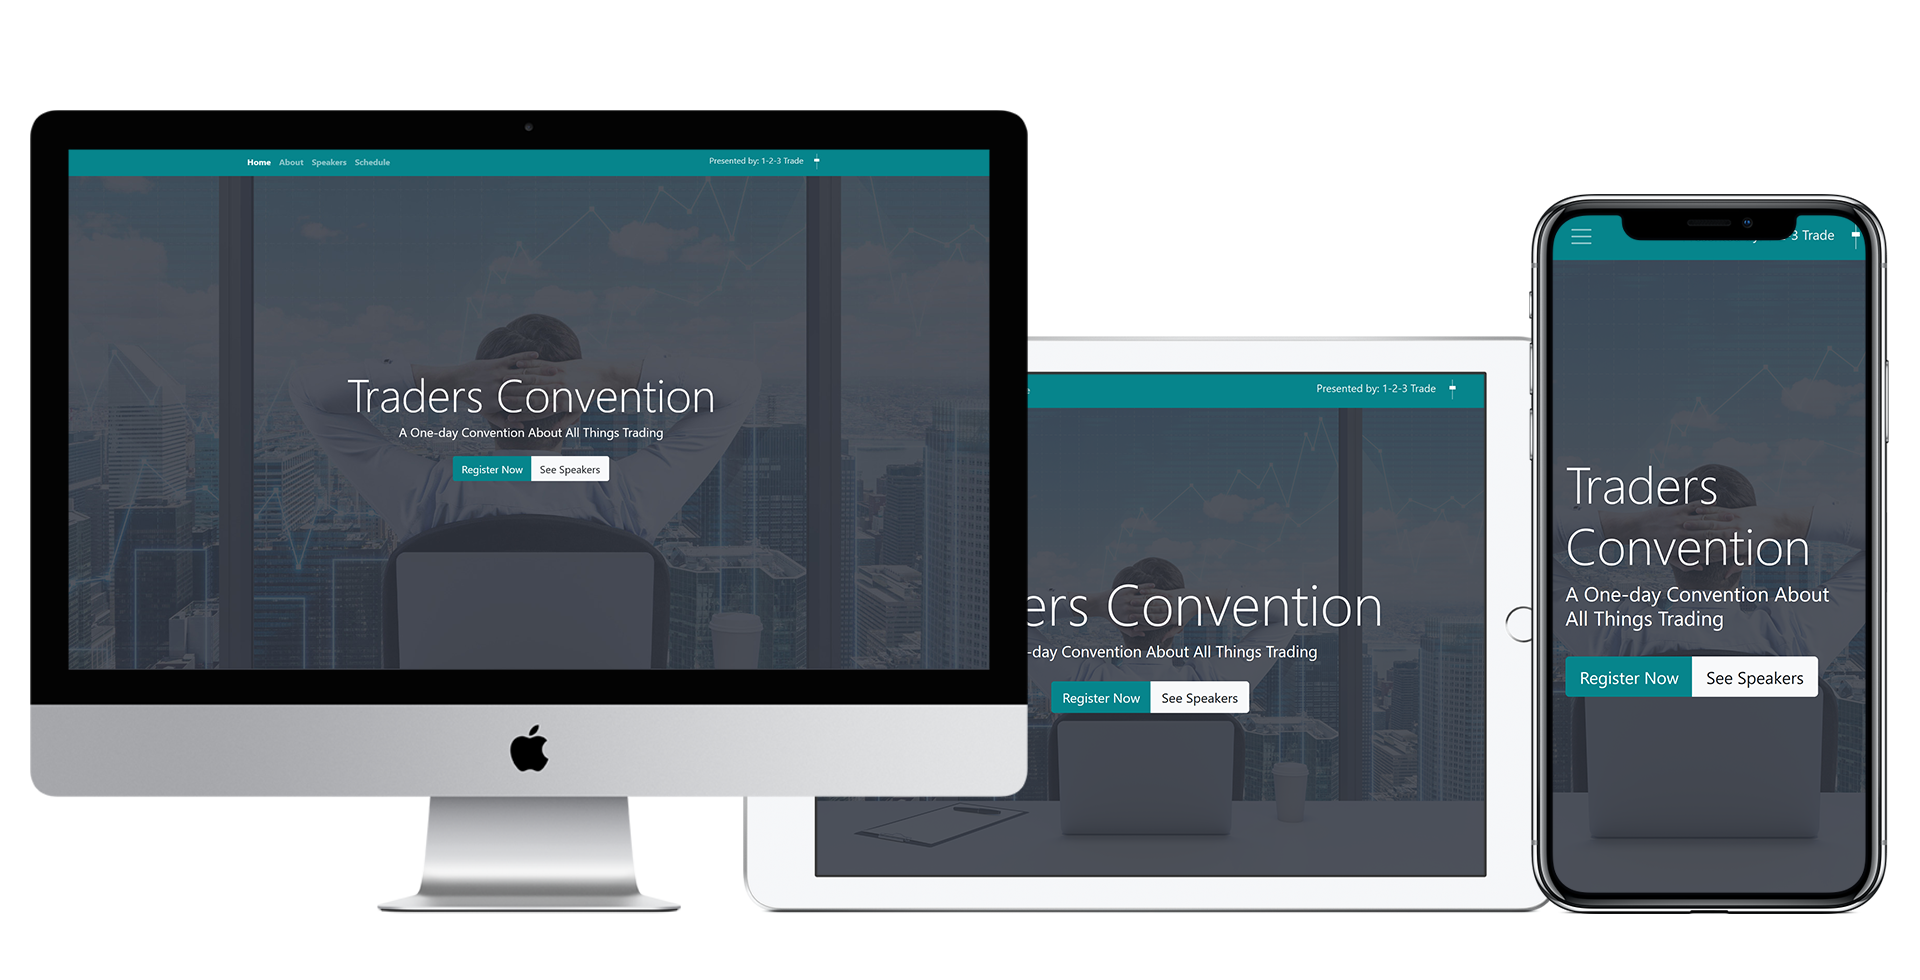 Home About Speakers Schedule
Presented by: 1-2-3 Trade
Traders Convention
A One-day Convention About All Things Trading
Register Now See Speakers
Presented by: 1-2-3 Trade
ers Convention
-day Convention About All Things Trading
Register Now See Speakers
3 Trade
Traders
Convention
A One-day Convention About
All Things Trading
Register Now See Speakers